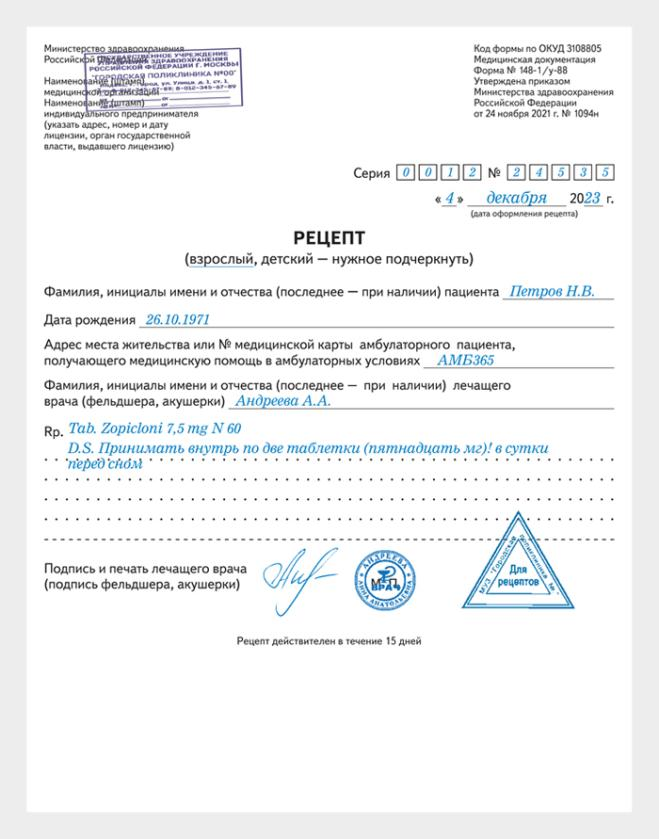 Министерство здравоохранения
Российской Федерации
ГОСУДАРСТВЕННОЕ УЧРЕЖДЕНИЕ
УПРАВЛЕНИЯ ЗДРАВООХРАНЕНИЯ
РОССИЙСКОЙ ФЕДЕРАЦИИ Г. МОСКВЫ
"ГОРОДСКАЯ ПОЛИКЛИНИКА №00"
Наименование (штамп)
медицинской организации
Наименование (штамп)
индивидуального предпринимателя
(указать адрес, номер и дату
лицензии, орган государственной
власти, выдавшего лицензию)
Код формы по ОКУД 3108805
Медицинская документация
Форма № 148-1/у-88
Утверждена приказом
Министерства здравоохранения
Российской Федерации
от 24 ноября 2021 г. № 1094н
Серия 0 0 1 2 № 2 4 5 3 5
« 4 » декабря 2023 г.
(дата оформления рецепта)
РЕЦЕПТ
(взрослый, детский — нужное подчеркнуть)
Фамилия, инициалы имени и отчества (последнее — при наличии) пациента Петров Н.В.
Дата рождения 26.10.1971
Адрес места жительства или № медицинской карты амбулаторного пациента,
получающего медицинскую помощь в амбулаторных условиях АМБ365
Фамилия, инициалы имени и отчества (последнее — при наличии) лечащего
врача (фельдшера, акушерки) Андреева А.А.
Rp. Tab. Zopicloni 7,5 mg N 60
D.S. Принимать внутрь по две таблетки (пятнадцать мг)! в сутки
перед сном
Подпись и печать лечащего врача
(подпись фельдшера, акушерки)
АНДРЕЕВА
АННА АНАТОЛЬЕВНА
ВРАЧ
М.П.
МУЗ "Городская поликлиника №
Для
рецептов
Рецепт действителен в течение 15 дней